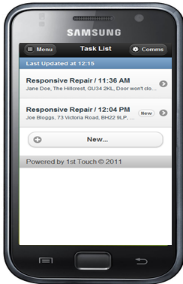 SAMSUNG
Menu
Task List
Comms
Last Updated at 12:15
Responsive Repair / 11:36 AM
Jane Doe, The Hillcrest, GU34 2KL, Door won't do...
Responsive Repair / 12:04 PM
Joe Bloggs, 73 Victoria Road, BH22 9LP, ...
New
New...
Powered by 1st Touch © 2011